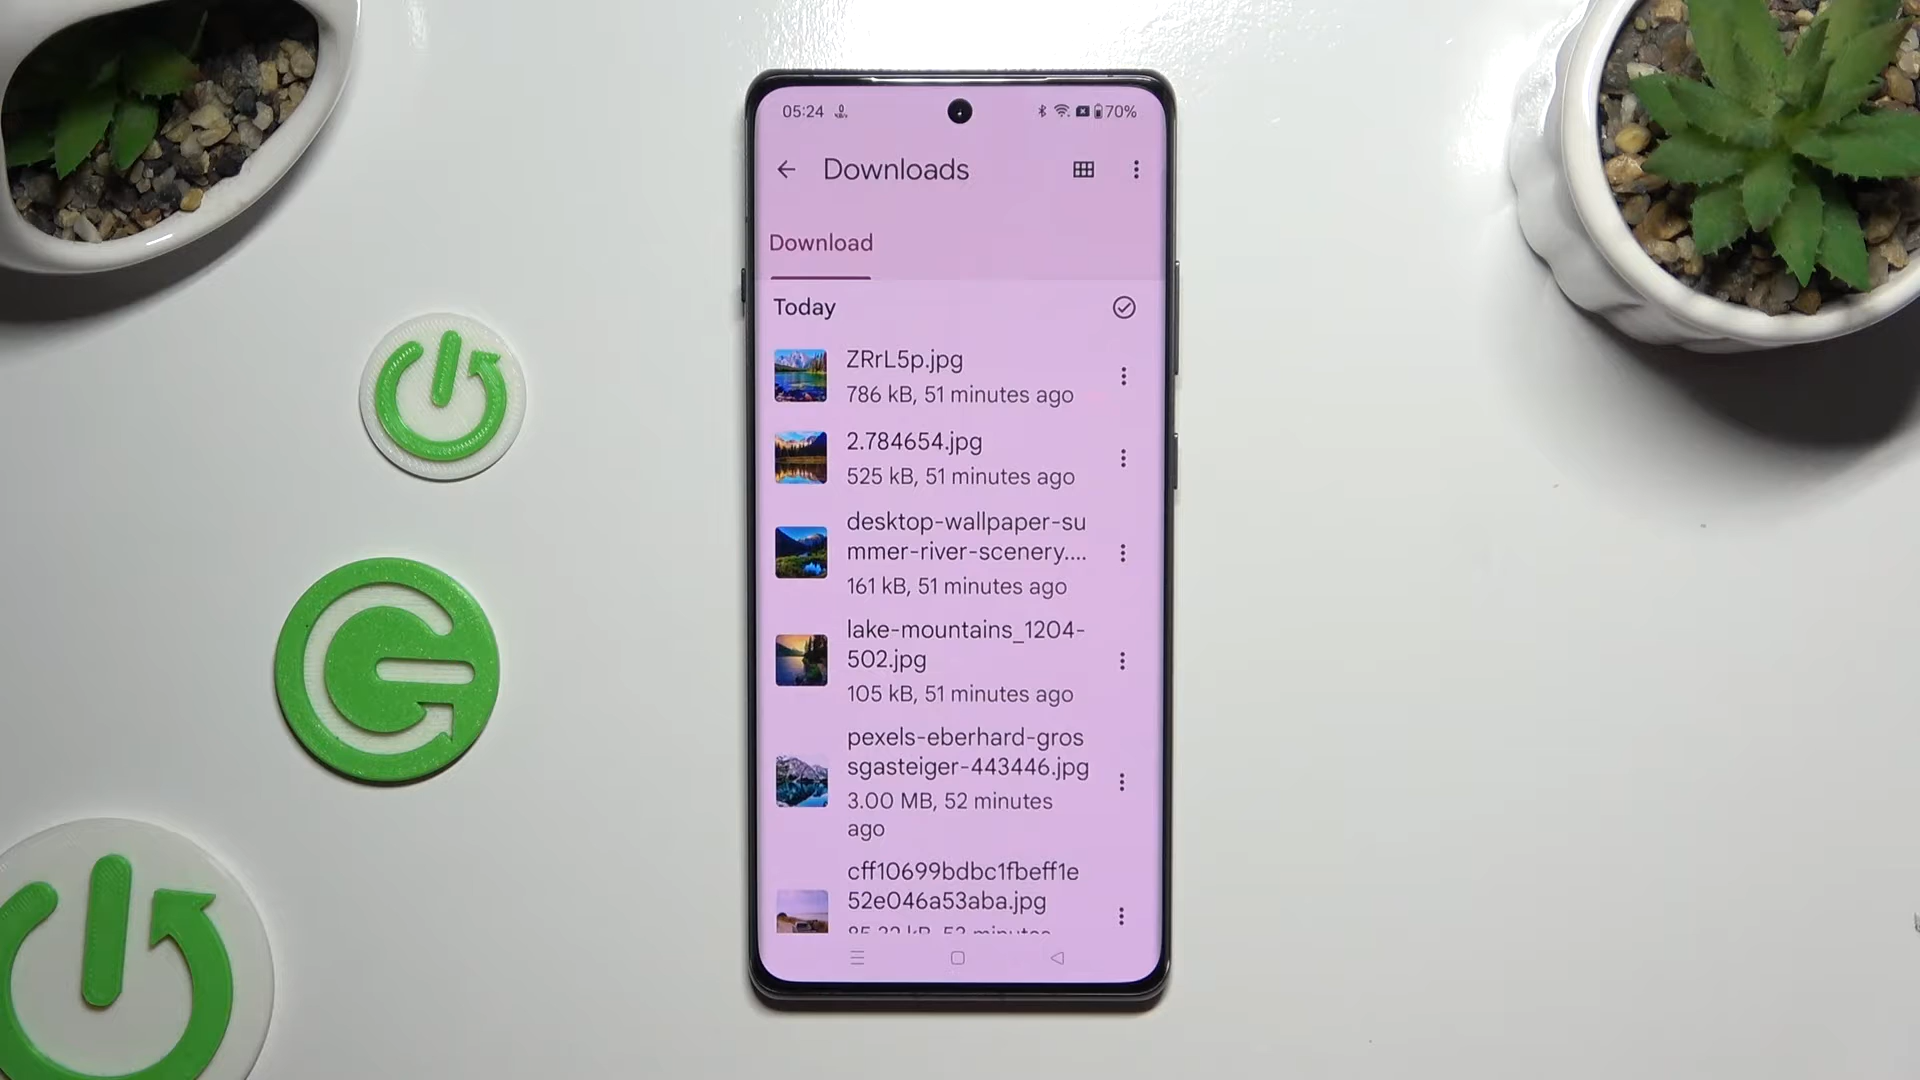 05:24 70%
Downloads
Download
Today
ZRrL5p.jpg
786 kB, 51 minutes ago
2.784654.jpg
525 kB, 51 minutes ago
desktop-wallpaper-su
mmer-river-scenery....
161 kB, 51 minutes ago
lake-mountains_1204-
502.jpg
105 kB, 51 minutes ago
pexels-eberhard-gros
sgasteiger-443446.jpg
3.00 MB, 52 minutes
ago
cff10699bdbc1fbeff1e
52e046a53aba.jpg